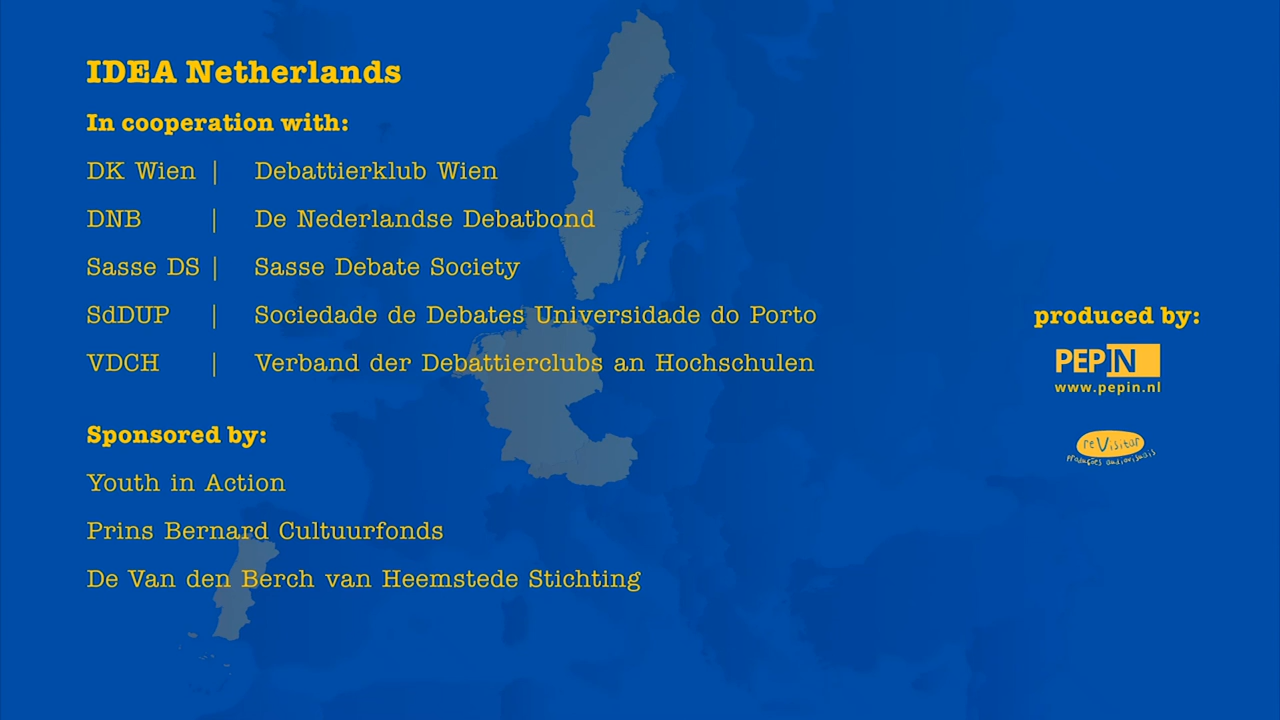 IDEA Netherlands
In cooperation with:
DK Wien | Debattierklub Wien
DNB | De Nederlandse Debatbond
Sasse DS | Sasse Debate Society
SdDUP | Sociedade de Debates Universidade do Porto
VDCH | Verband der Debattierclubs an Hochschulen
Sponsored by:
Youth in Action
Prins Bernard Cultuurfonds
De Van den Berch van Heemstede Stichting
produced by:
PEPIN
www.pepin.nl
reVisitar
produções audiovisuais